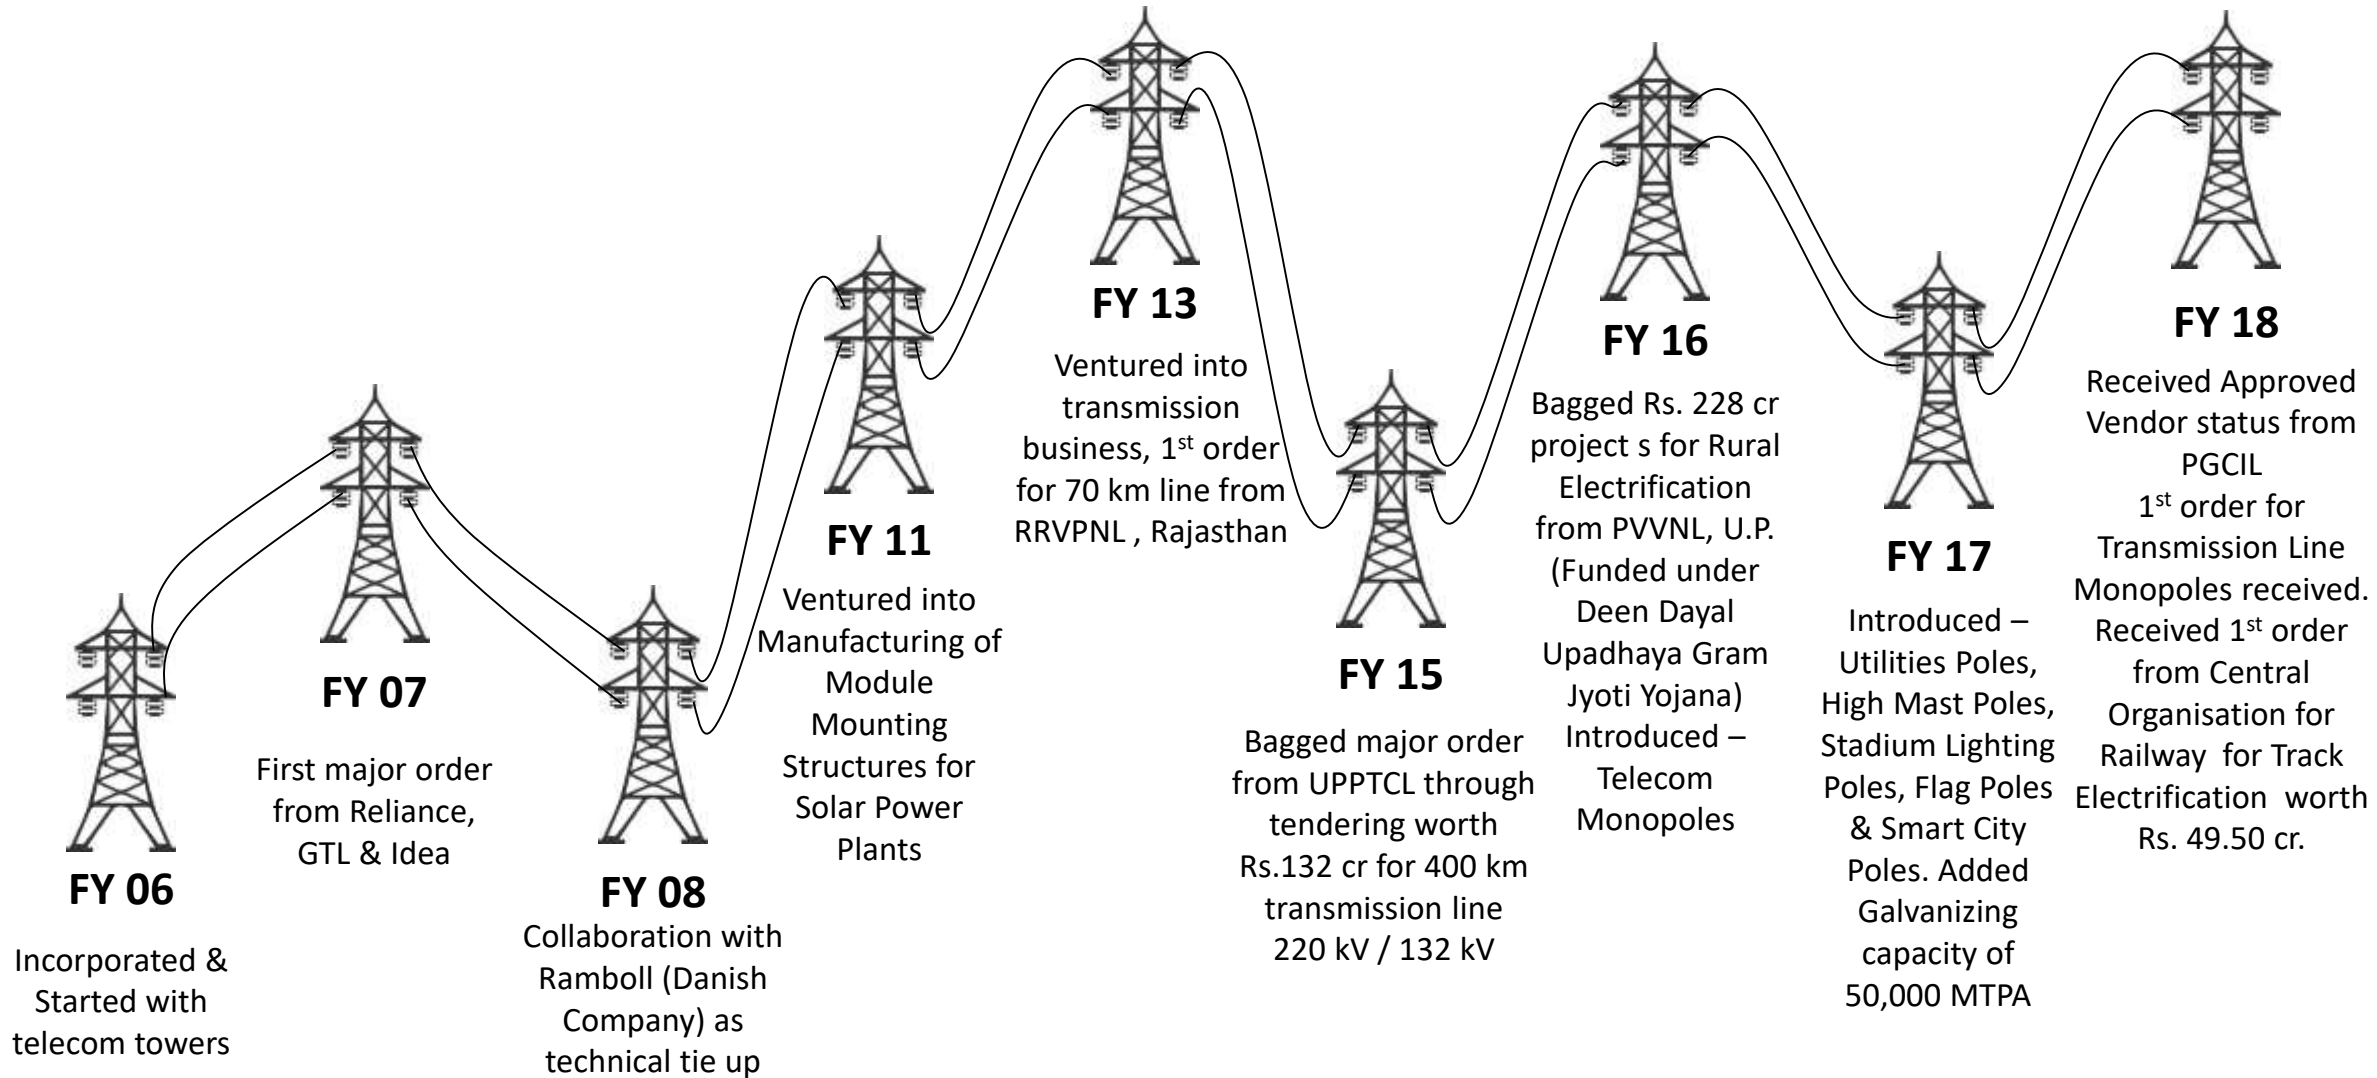 FY 06
Incorporated &
Started with
telecom towers
FY 07
First major order
from Reliance,
GTL & Idea
FY 08
Collaboration with
Ramboll (Danish
Company) as
technical tie up
FY 11
Ventured into
Manufacturing of
Module
Mounting
Structures for
Solar Power
Plants
FY 13
Ventured into
transmission
business, 1st order
for 70 km line from
RRVPNL , Rajasthan
FY 15
Bagged major order
from UPPTCL through
tendering worth
Rs.132 cr for 400 km
transmission line
220 kV / 132 kV
FY 16
Bagged Rs. 228 cr
project s for Rural
Electrification
from PVVNL, U.P.
(Funded under
Deen Dayal
Upadhaya Gram
Jyoti Yojana)
Introduced –
Telecom
Monopoles
FY 17
Introduced –
Utilities Poles,
High Mast Poles,
Stadium Lighting
Poles, Flag Poles
& Smart City
Poles. Added
Galvanizing
capacity of
50,000 MTPA
FY 18
Received Approved
Vendor status from
PGCIL
1st order for
Transmission Line
Monopoles received.
Received 1st order
from Central
Organisation for
Railway  for Track
Electrification  worth
Rs. 49.50 cr.